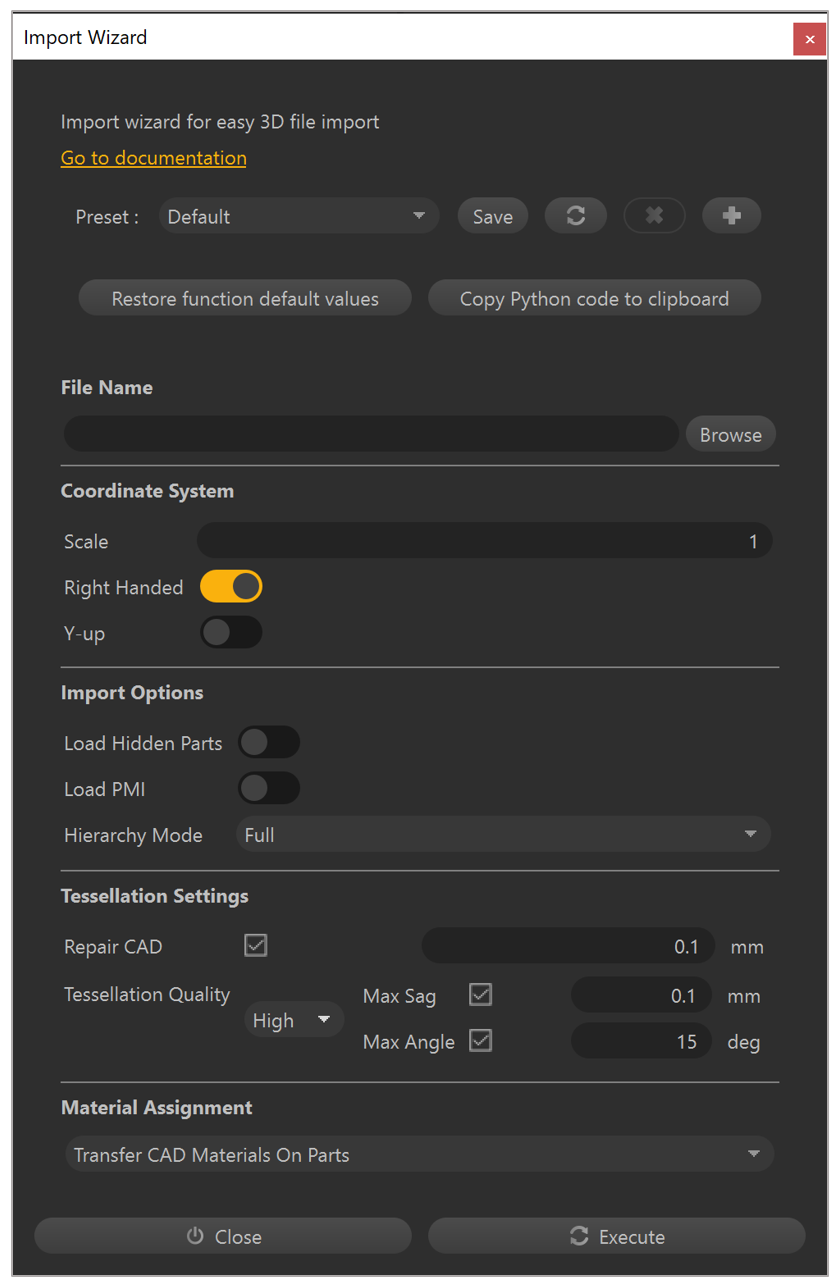 Import Wizard
Import wizard for easy 3D file import
Go to documentation
Preset : Default Save
Restore function default values Copy Python code to clipboard
File Name
Browse
Coordinate System
Scale 1
Right Handed
Y-up
Import Options
Load Hidden Parts
Load PMI
Hierarchy Mode Full
Tessellation Settings
Repair CAD 0.1 mm
Tessellation Quality High
Max Sag 0.1 mm
Max Angle 15 deg
Material Assignment
Transfer CAD Materials On Parts
Close Execute